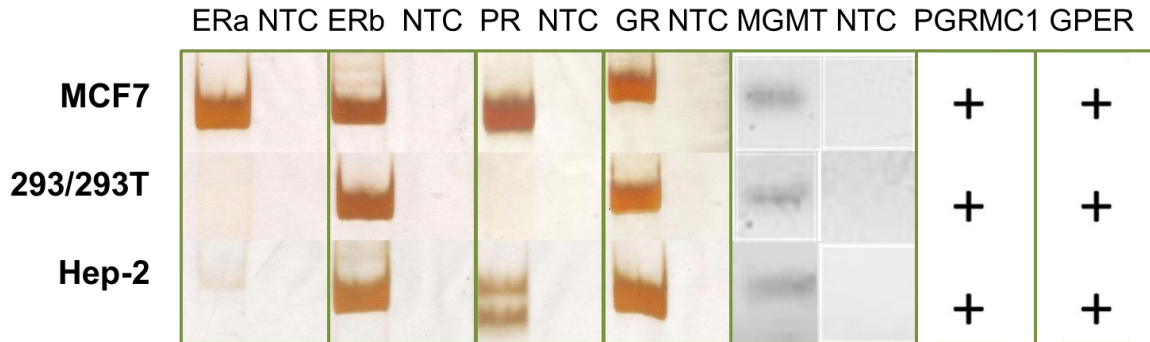 ERa NTC ERb NTC PR NTC GR NTC MGMT NTC PGRMC1 GPER
MCF7 + +
293/293T + +
Hep-2 + +